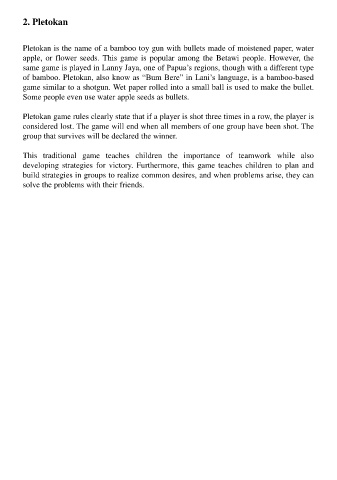 2. Pletokan
Pletokan is the name of a bamboo toy gun with bullets made of moistened paper, water
apple, or flower seeds. This game is popular among the Betawi people. However, the
same game is played in Lanny Jaya, one of Papua's regions, though with a different type
of bamboo. Pletokan, also know as “Bum Bere” in Lani's language, is a bamboo-based
game similar to a shotgun. Wet paper rolled into a small ball is used to make the bullet.
Some people even use water apple seeds as bullets.
Pletokan game rules clearly state that if a player is shot three times in a row, the player is
considered lost. The game will end when all members of one group have been shot. The
group that survives will be declared the winner.
This traditional game teaches children the importance of teamwork while also
developing strategies for victory. Furthermore, this game teaches children to plan and
build strategies in groups to realize common desires, and when problems arise, they can
solve the problems with their friends.